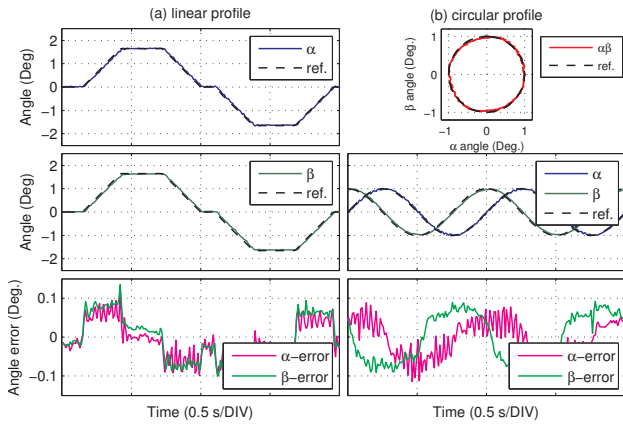 (a) linear profile
(b) circular profile
Angle (Deg)
2
1
0
−1
−2
α
ref.
β angle (Deg.)
1
0
−1
−1 0 1
α angle (Deg.)
αβ
ref.
Angle (Deg)
2
1
0
−1
−2
β
ref.
α
β
ref.
Angle error (Deg.)
0.1
0
−0.1
α−error
β−error
α−error
β−error
Time (0.5 s/DIV)
Time (0.5 s/DIV)